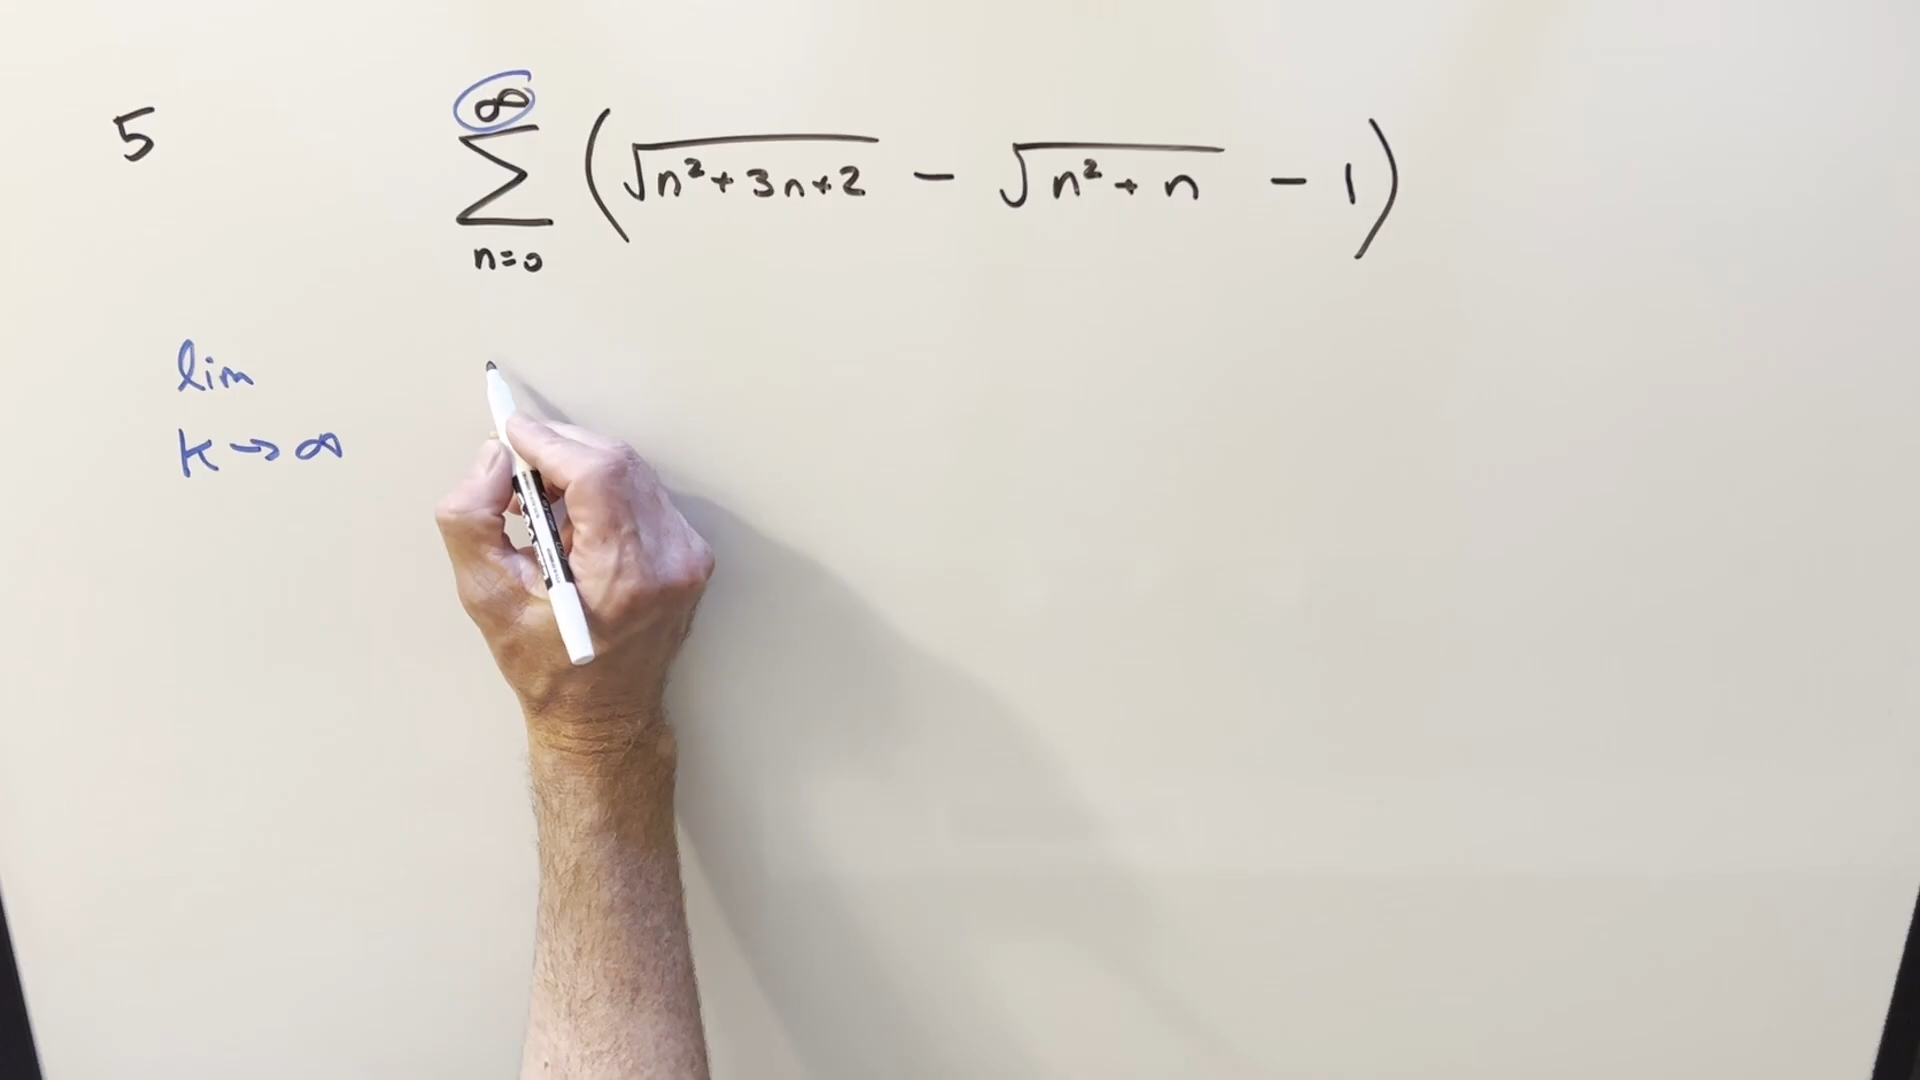 5
∞
∑ (√(n²+3n+2) − √(n²+n) − 1)
n=0
lim
k→∞